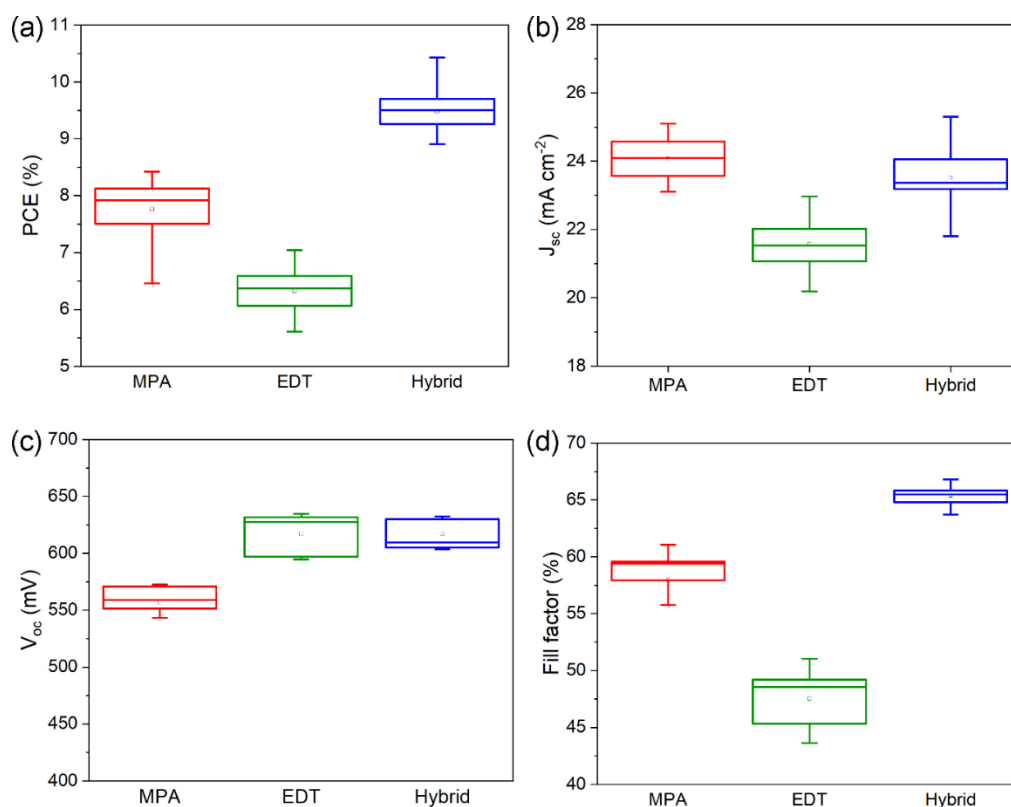 (a)
PCE (%)
11
10
9
8
7
6
5
MPA EDT Hybrid
(b)
J_sc (mA cm⁻²)
28
26
24
22
20
18
MPA EDT Hybrid
(c)
V_oc (mV)
700
650
600
550
500
450
400
MPA EDT Hybrid
(d)
Fill factor (%)
70
65
60
55
50
45
40
MPA EDT Hybrid